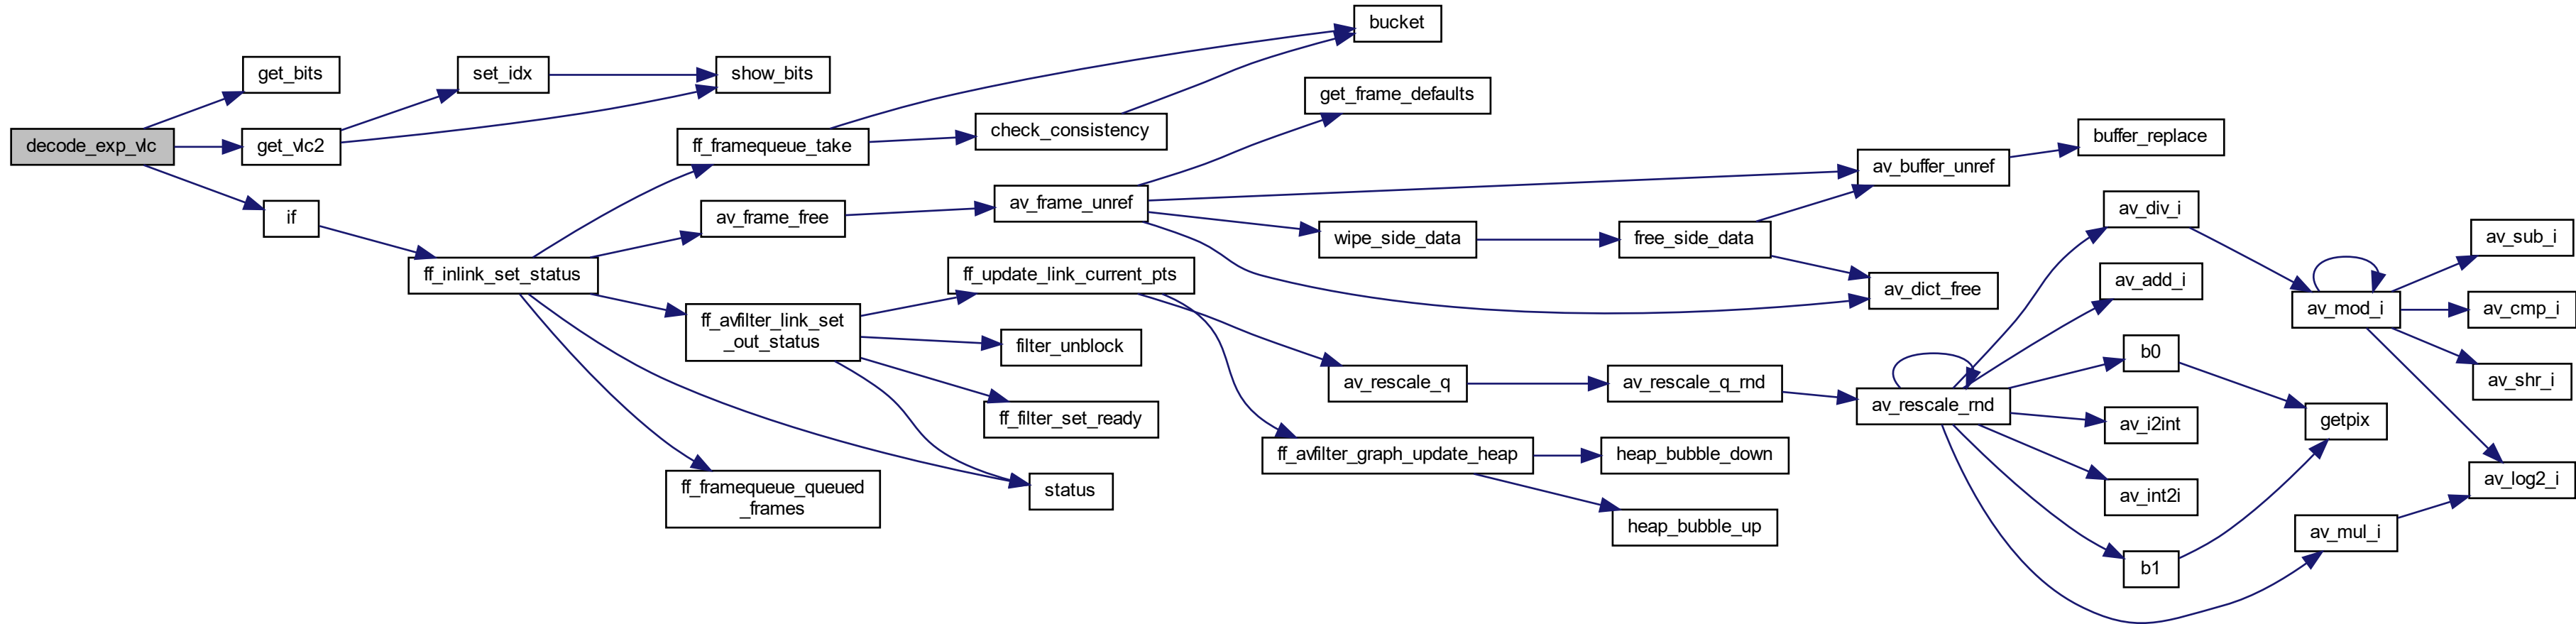 decode_exp_vlc
get_bits
get_vlc2
if
set_idx
show_bits
ff_inlink_set_status
ff_framequeue_take
av_frame_free
ff_avfilter_link_set
_out_status
ff_framequeue_queued
_frames
check_consistency
av_frame_unref
ff_update_link_current_pts
filter_unblock
ff_filter_set_ready
status
bucket
get_frame_defaults
wipe_side_data
av_rescale_q
ff_avfilter_graph_update_heap
free_side_data
av_rescale_q_rnd
heap_bubble_down
heap_bubble_up
av_buffer_unref
av_dict_free
av_rescale_rnd
buffer_replace
av_div_i
av_add_i
b0
av_i2int
av_int2i
b1
av_mod_i
getpix
av_mul_i
av_sub_i
av_cmp_i
av_shr_i
av_log2_i